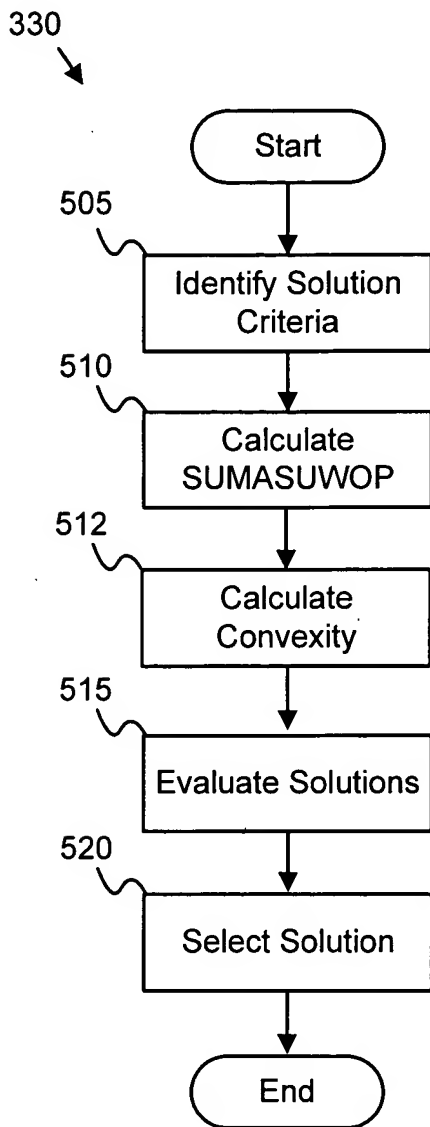 330
Start
505
Identify Solution
Criteria
510
Calculate
SUMASUWOP
512
Calculate
Convexity
515
Evaluate Solutions
520
Select Solution
End